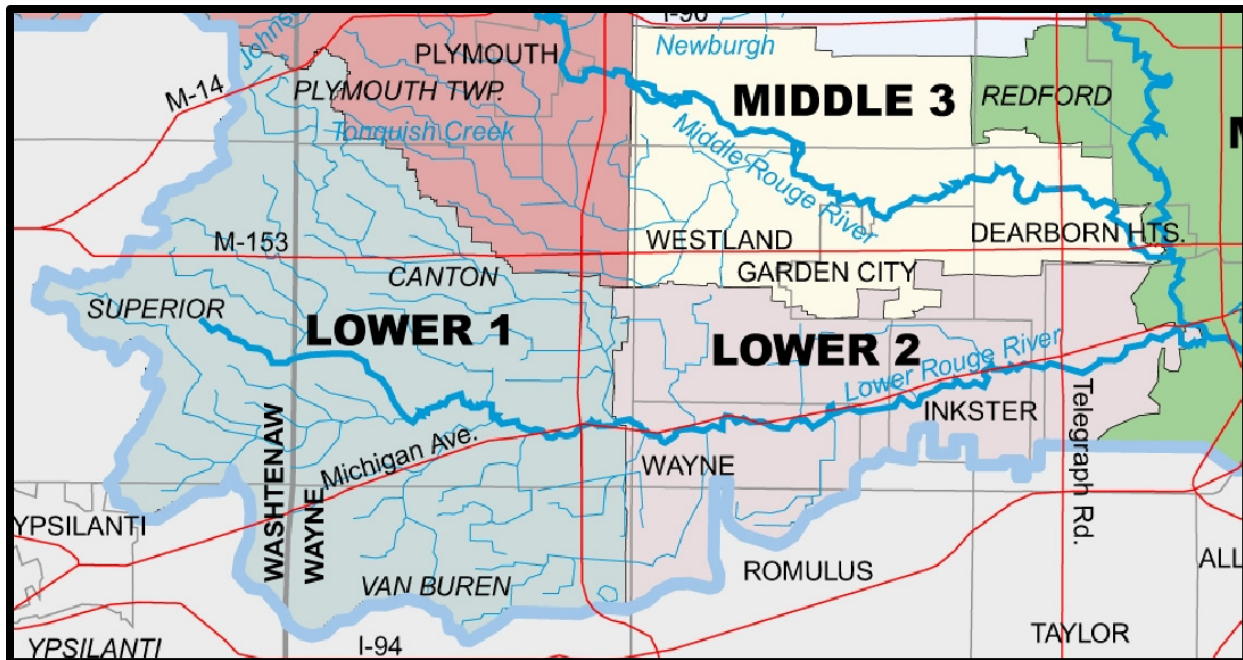 I-96
Johns
PLYMOUTH
Newburgh
M-14
PLYMOUTH TWP.
MIDDLE 3
REDFORD
Tonquish Creek
Middle Rouge River
M
M-153
WESTLAND
DEARBORN HTS.
CANTON
GARDEN CITY
SUPERIOR
LOWER 1
LOWER 2
Lower Rouge River
Telegraph Rd.
INKSTER
Michigan Ave.
WAYNE
WASHTENAW
WAYNE
YPSILANTI
VAN BUREN
ROMULUS
ALL
YPSILANTI
I-94
TAYLOR